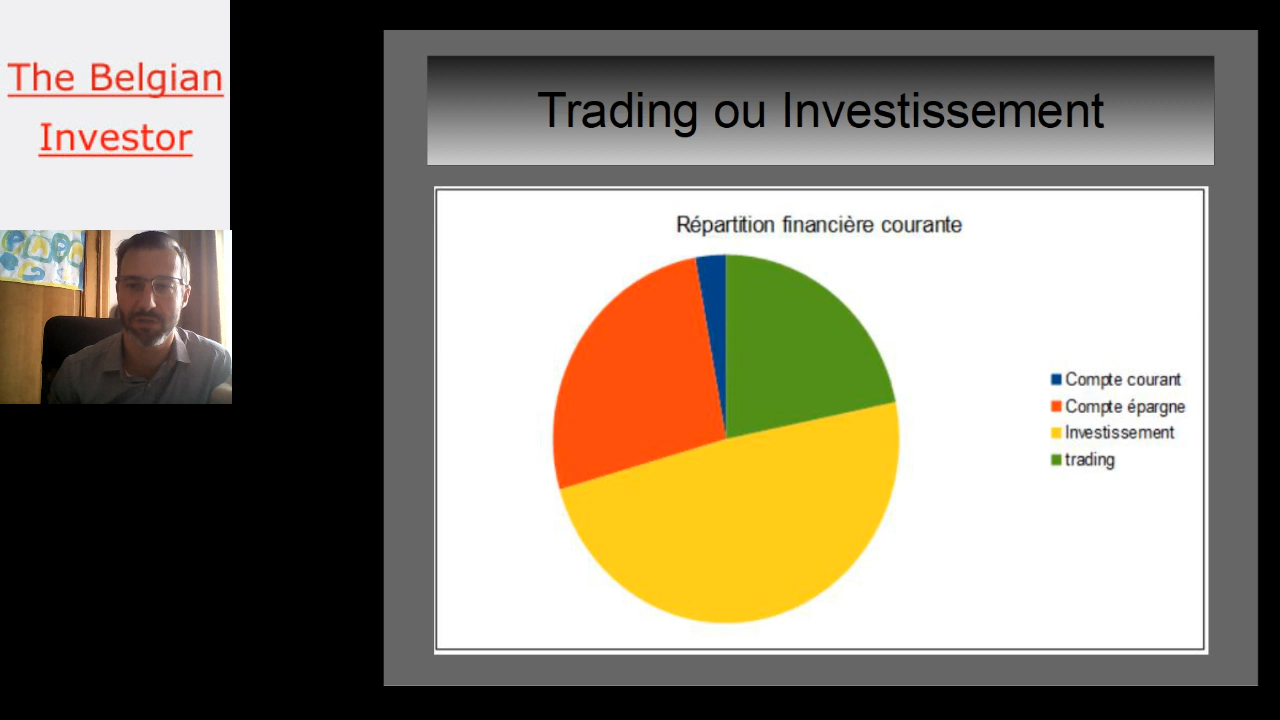 The Belgian
Investor
Trading ou Investissement
Répartition financière courante
Compte courant
Compte épargne
Investissement
trading